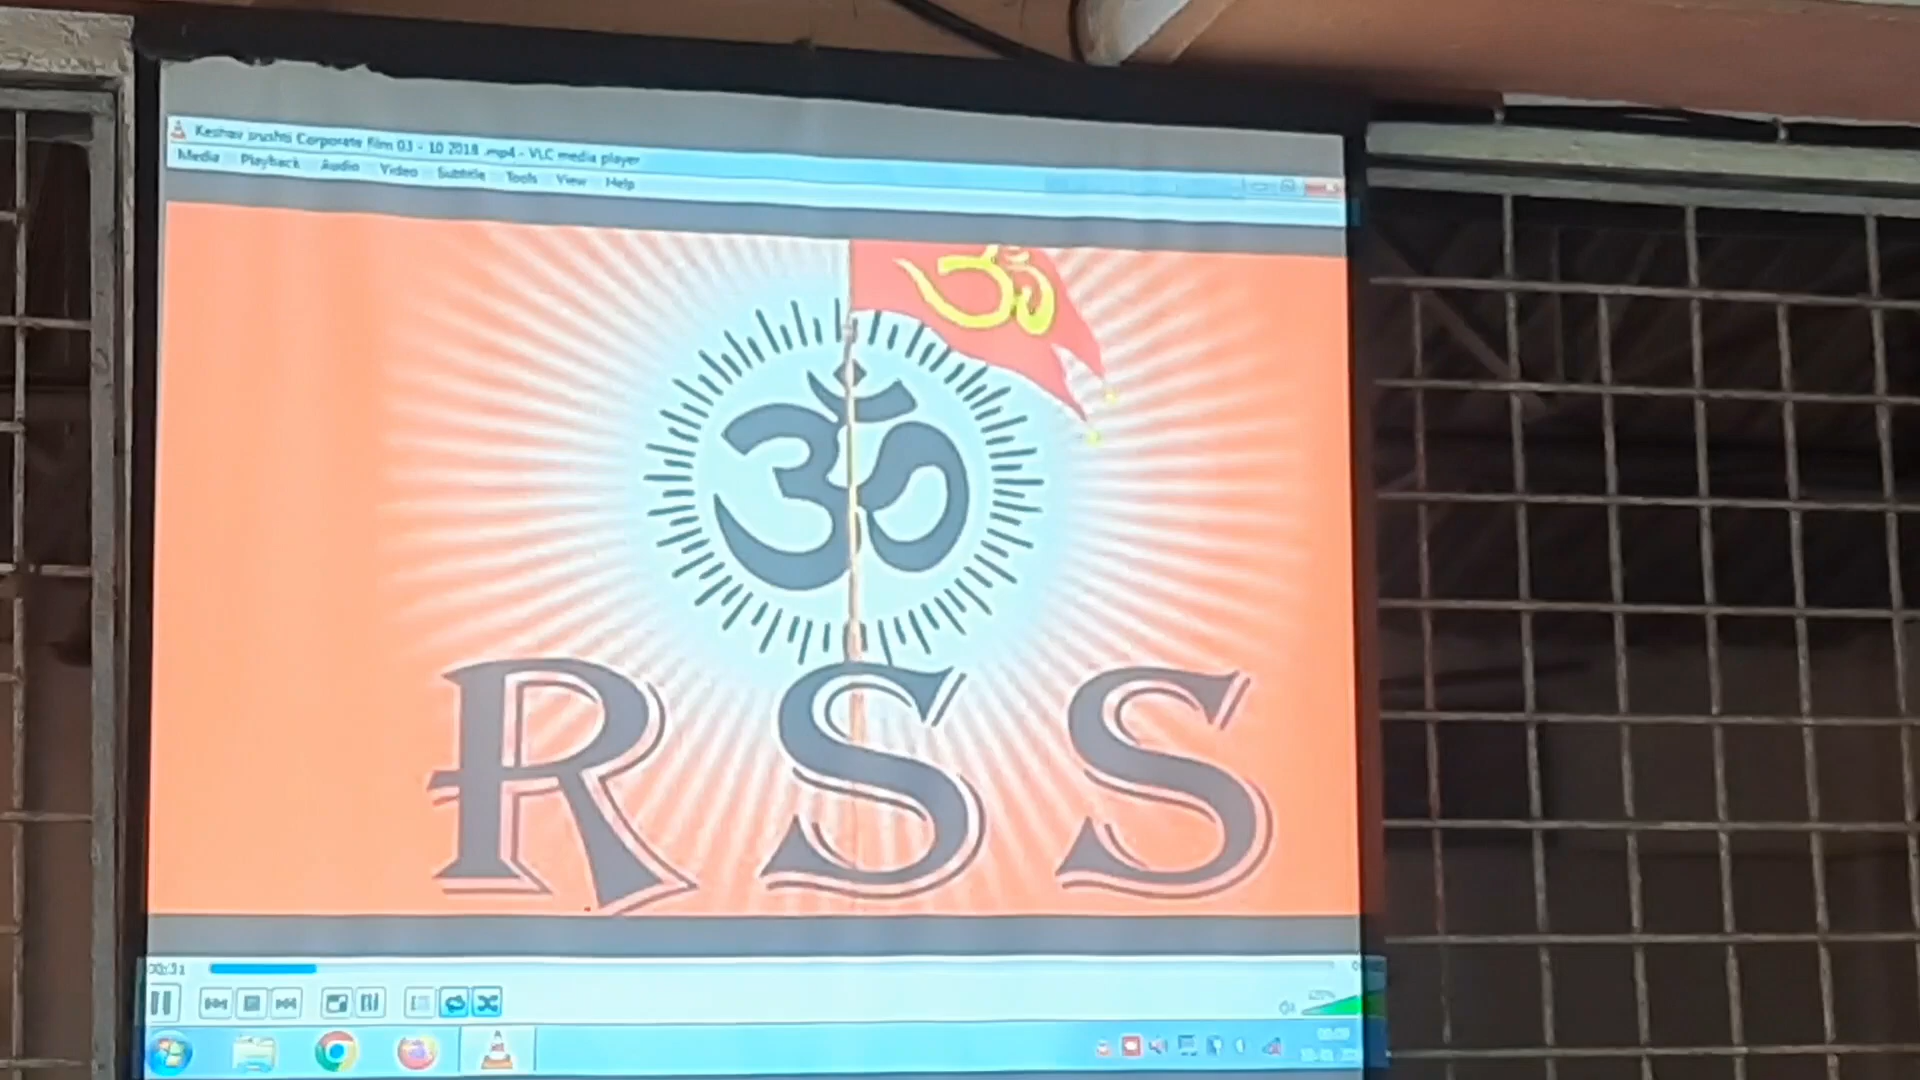 Keshav srushti Corporate film 03 - 10 2018 .mp4 - VLC media player
Media Playback Audio Video Subtitle Tools View Help
ॐ
ॐ
RSS
00:31
125%